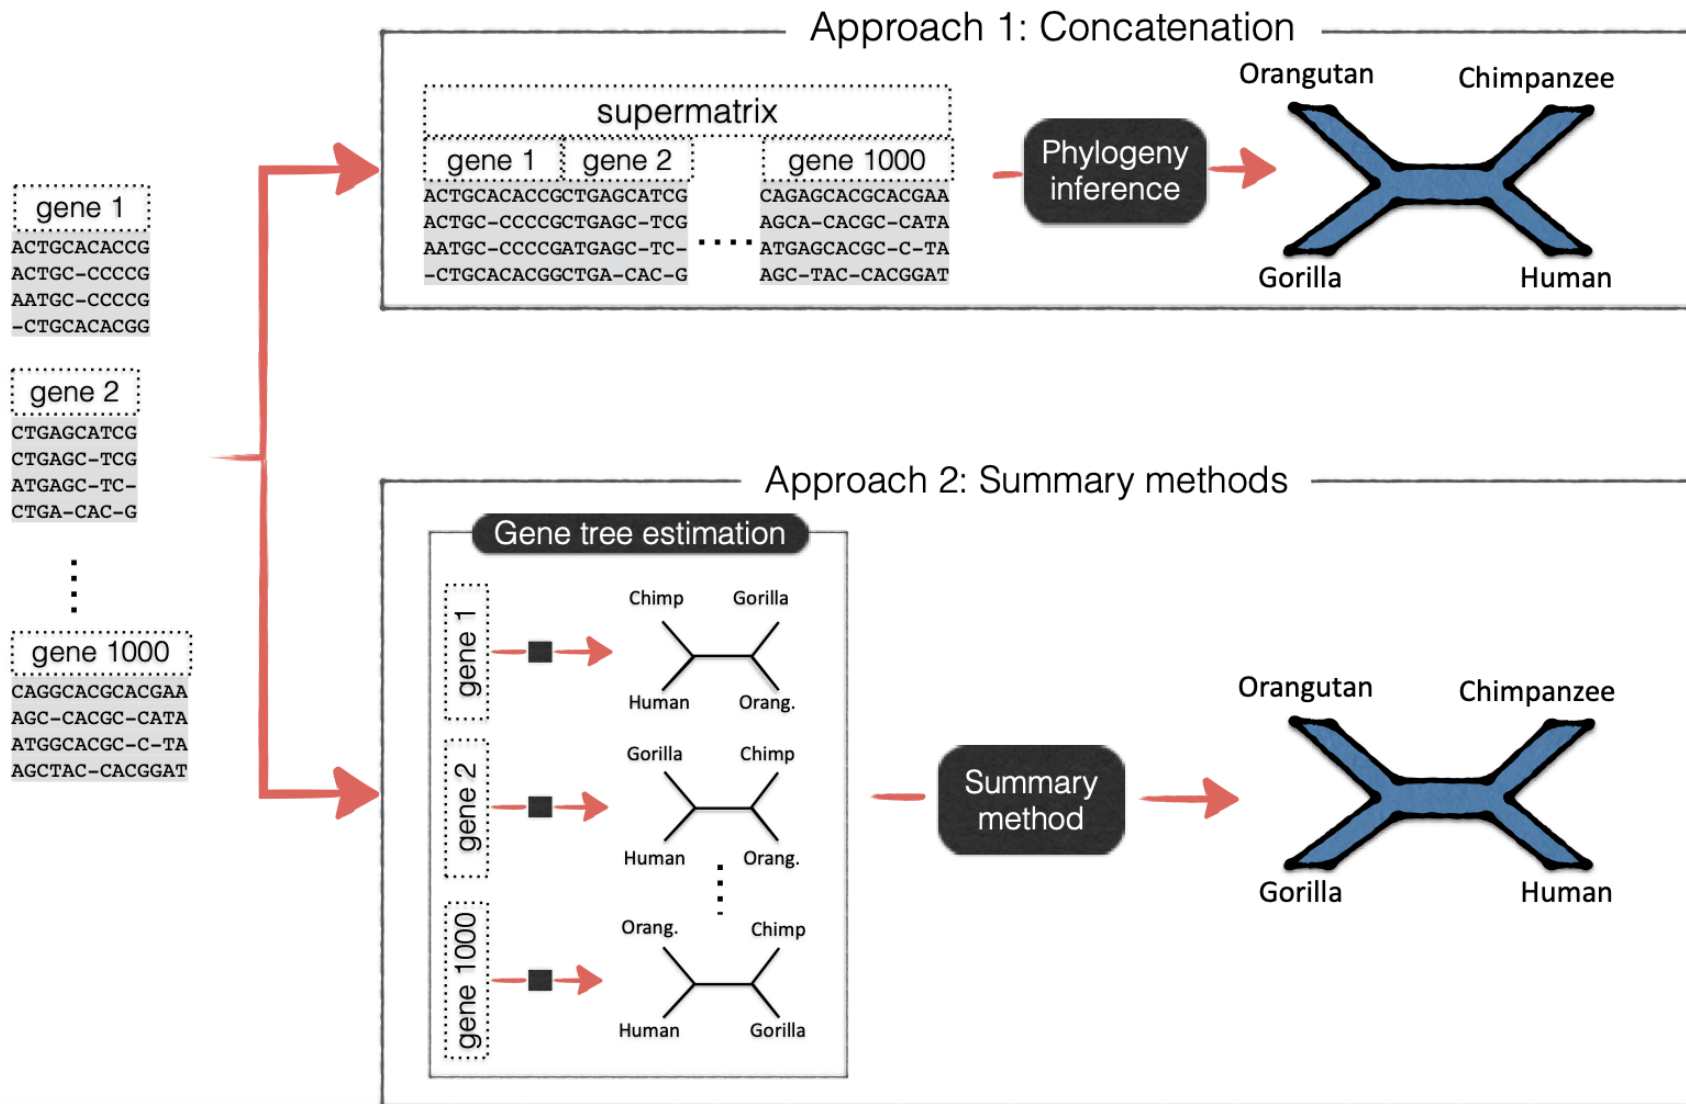 gene 1
ACTGCACACCG
ACTGC-CCCCG
AATGC-CCCCG
-CTGCACACGG
gene 2
CTGAGCATCG
CTGAGC-TCG
ATGAGC-TC-
CTGA-CAC-G
gene 1000
CAGGCACGCACGAA
AGC-CACGC-CATA
ATGGCACGC-C-TA
AGCTAC-CACGGAT
Approach 1: Concatenation
supermatrix
gene 1 gene 2 gene 1000
ACTGCACACCGCTGAGCATCG CAGAGCACGCACGAA
ACTGC-CCCCGCTGAGC-TCG AGCA-CACGC-CATA
AATGC-CCCCGATGAGC-TC- ATGAGCACGC-C-TA
-CTGCACACGGCTGA-CAC-G AGC-TAC-CACGGAT
Phylogeny
inference
Orangutan Chimpanzee
Gorilla Human
Approach 2: Summary methods
Gene tree estimation
gene 1
Chimp Gorilla
Human Orang.
gene 2
Gorilla Chimp
Human Orang.
gene 1000
Orang. Chimp
Human Gorilla
Summary
method
Orangutan Chimpanzee
Gorilla Human